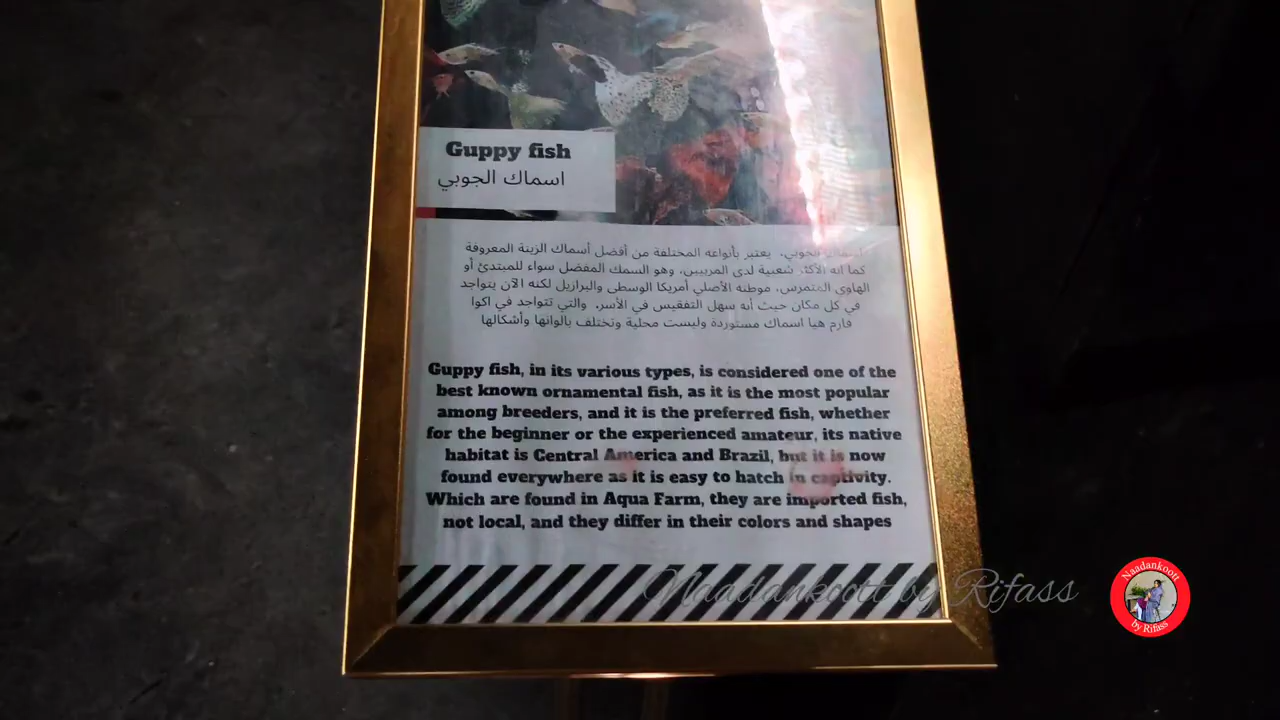 Guppy fish
اسماك الجوبي
اسماك الجوبي، يعتبر بأنواعه المختلفة من أفضل أسماك الزينة المعروفة
كما انه الأكثر شعبية لدى المربيين، وهو السمك المفضل سواء للمبتدئ أو
الهاوي المتمرس، موطنه الأصلي أمريكا الوسطى والبرازيل لكنه الآن يتواجد
في كل مكان حيث أنه سهل التفقيس في الأسر، والتي تتواجد في اكوا
فارم هيا اسماك مستوردة وليست محلية وتختلف بالوانها وأشكالها
Guppy fish, in its various types, is considered one of the
best known ornamental fish, as it is the most popular
among breeders, and it is the preferred fish, whether
for the beginner or the experienced amateur, its native
habitat is Central America and Brazil, but it is now
found everywhere as it is easy to hatch in captivity.
Which are found in Aqua Farm, they are imported fish,
not local, and they differ in their colors and shapes
Naadankoott by Rifass
Naadankoott
by Rifass